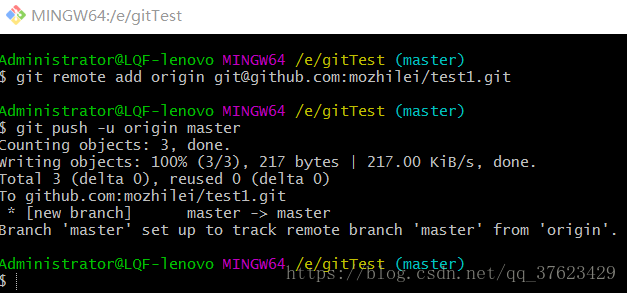 MINGW64:/e/gitTest
Administrator@LQF-lenovo MINGW64 /e/gitTest (master)
$ git remote add origin git@github.com:mozhilei/test1.git
Administrator@LQF-lenovo MINGW64 /e/gitTest (master)
$ git push -u origin master
Counting objects: 3, done.
Writing objects: 100% (3/3), 217 bytes | 217.00 KiB/s, done.
Total 3 (delta 0), reused 0 (delta 0)
To github.com:mozhilei/test1.git
 * [new branch]      master -> master
Branch 'master' set up to track remote branch 'master' from 'origin'.
Administrator@LQF-lenovo MINGW64 /e/gitTest (master)
$
https://blog.csdn.net/qq_37623429